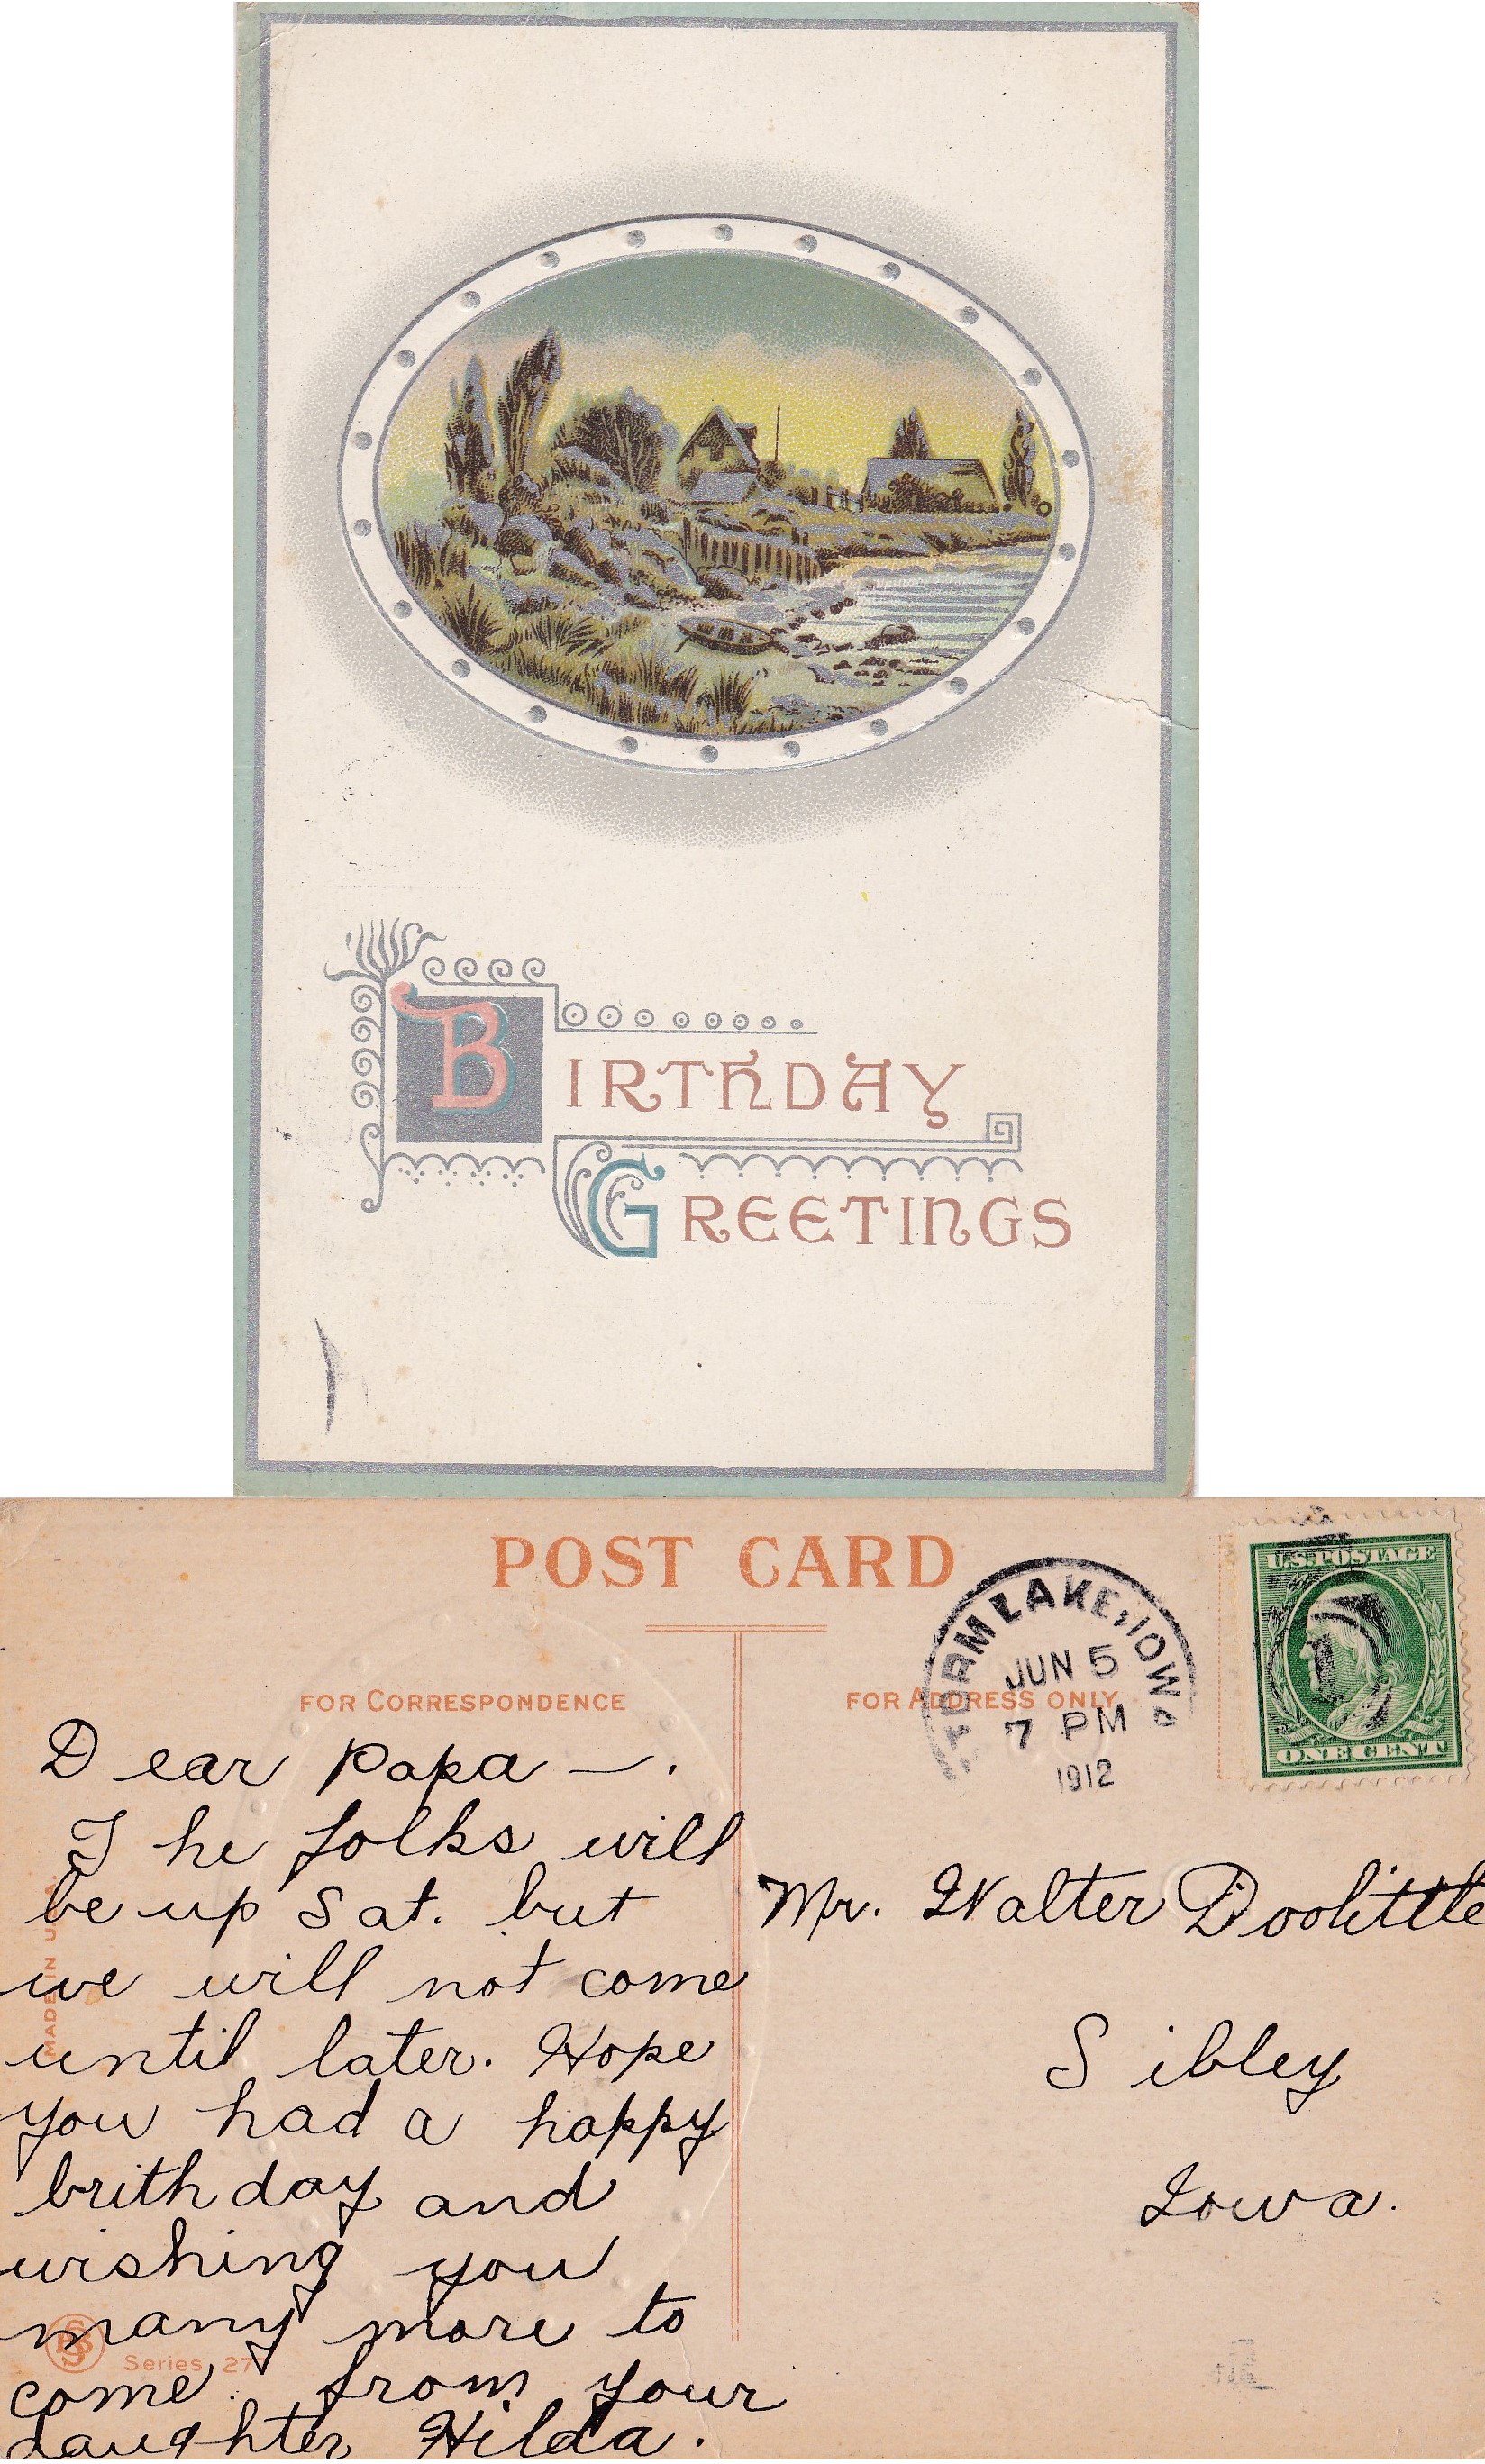 BIRTHDAY
GREETINGS
POST CARD
STORM LAKE, IOWA
JUN 5
7 PM
1912
U.S. POSTAGE
ONE CENT
FOR CORRESPONDENCE
FOR ADDRESS ONLY
Dear Papa —.
The folks will
be up Sat. but
we will not come
until later. Hope
you had a happy
brithday and
wishing you
many more to
come. from your
daughter Hilda.
Mr. Walter Doolittle
Sibley
Iowa.
MADE IN U.S.A.
Series 27